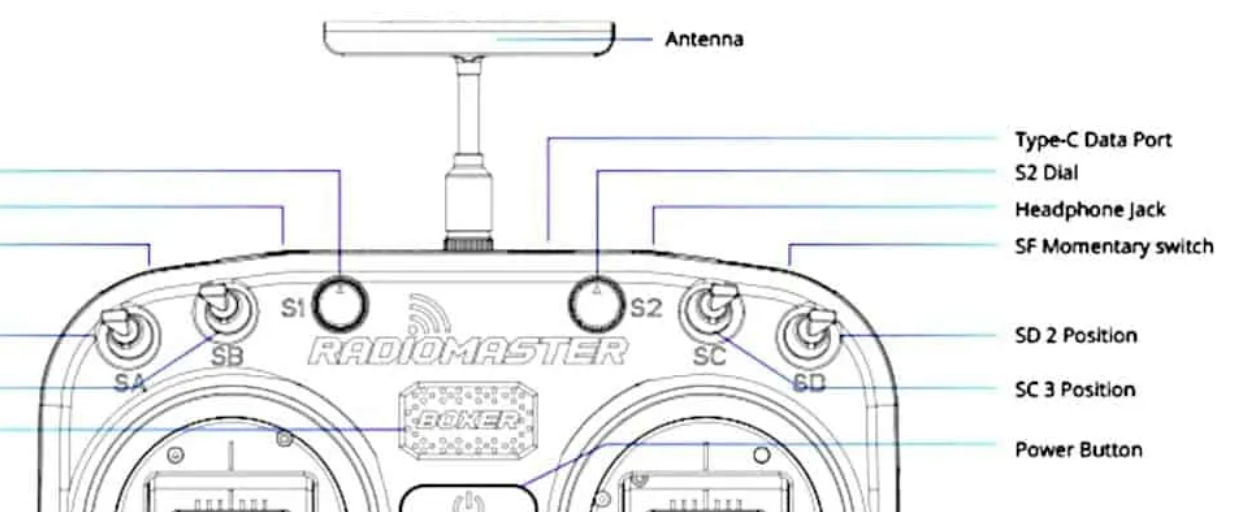 Antenna
Type-C Data Port
S2 Dial
Headphone Jack
SF Momentary switch
S1
S2
RADIOMASTER
SD 2 Position
SB
SC
SA
SD
SC 3 Position
BOXER
Power Button